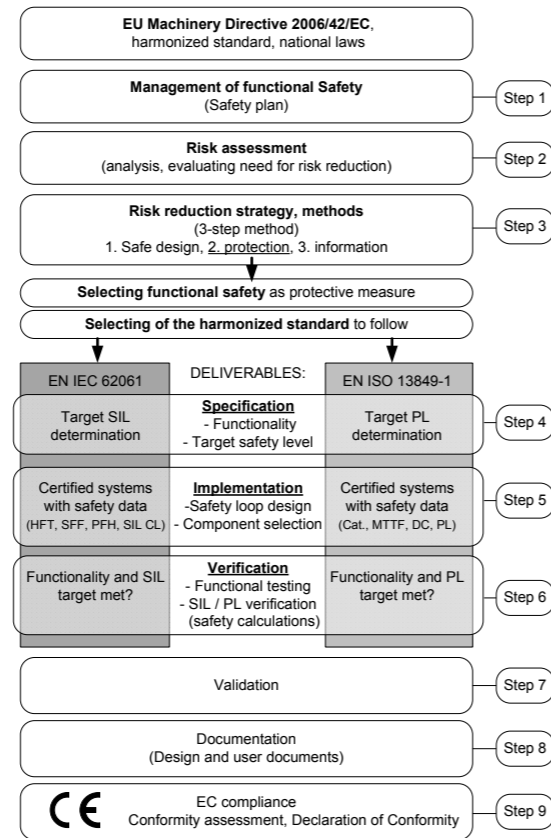 EU Machinery Directive 2006/42/EC,
harmonized standard, national laws
Management of functional Safety
(Safety plan)
Step 1
Risk assessment
(analysis, evaluating need for risk reduction)
Step 2
Risk reduction strategy, methods
(3-step method)
1. Safe design, 2. protection, 3. information
Step 3
Selecting functional safety as protective measure
Selecting of the harmonized standard to follow
EN IEC 62061
DELIVERABLES:
EN ISO 13849-1
Target SIL
determination
Specification
- Functionality
- Target safety level
Target PL
determination
Step 4
Certified systems
with safety data
(HFT, SFF, PFH, SIL CL)
Implementation
-Safety loop design
- Component selection
Certified systems
with safety data
(Cat., MTTF, DC, PL)
Step 5
Functionality and SIL
target met?
Verification
- Functional testing
- SIL / PL verification
(safety calculations)
Functionality and PL
target met?
Step 6
Validation
Step 7
Documentation
(Design and user documents)
Step 8
CE
EC compliance
Conformity assessment, Declaration of Conformity
Step 9